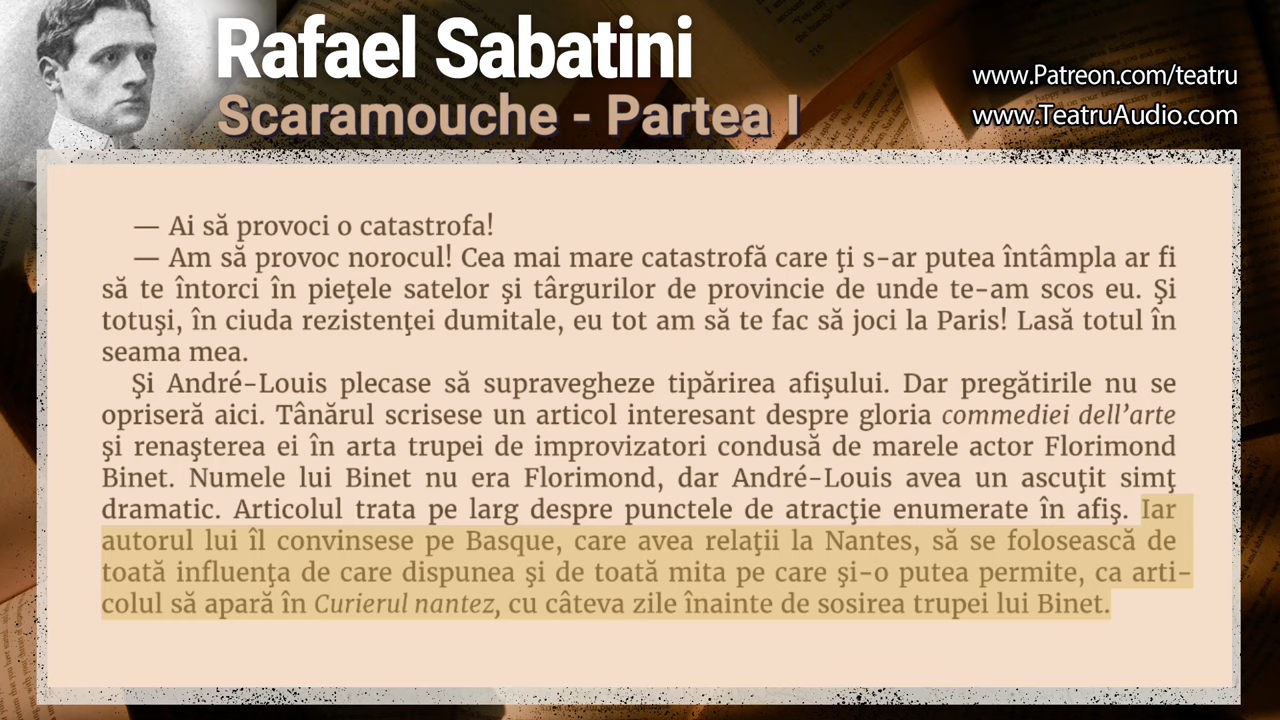 Rafael Sabatini
Scaramouche - Partea I
www.Patreon.com/teatru
www.TeatruAudio.com
— Ai să provoci o catastrofa!
— Am să provoc norocul! Cea mai mare catastrofă care ţi s-ar putea întâmpla ar fi
să te întorci în pieţele satelor şi târgurilor de provincie de unde te-am scos eu. Şi
totuşi, în ciuda rezistenţei dumitale, eu tot am să te fac să joci la Paris! Lasă totul în
seama mea.
Şi André-Louis plecase să supravegheze tipărirea afişului. Dar pregătirile nu se
opriseră aici. Tânărul scrisese un articol interesant despre gloria commediei dell’arte
şi renaşterea ei în arta trupei de improvizatori condusă de marele actor Florimond
Binet. Numele lui Binet nu era Florimond, dar André-Louis avea un ascuţit simţ
dramatic. Articolul trata pe larg despre punctele de atracţie enumerate în afiş. Iar
autorul lui îl convinsese pe Basque, care avea relaţii la Nantes, să se folosească de
toată influenţa de care dispunea şi de toată mita pe care şi-o putea permite, ca arti-
colul să apară în Curierul nantez, cu câteva zile înainte de sosirea trupei lui Binet.